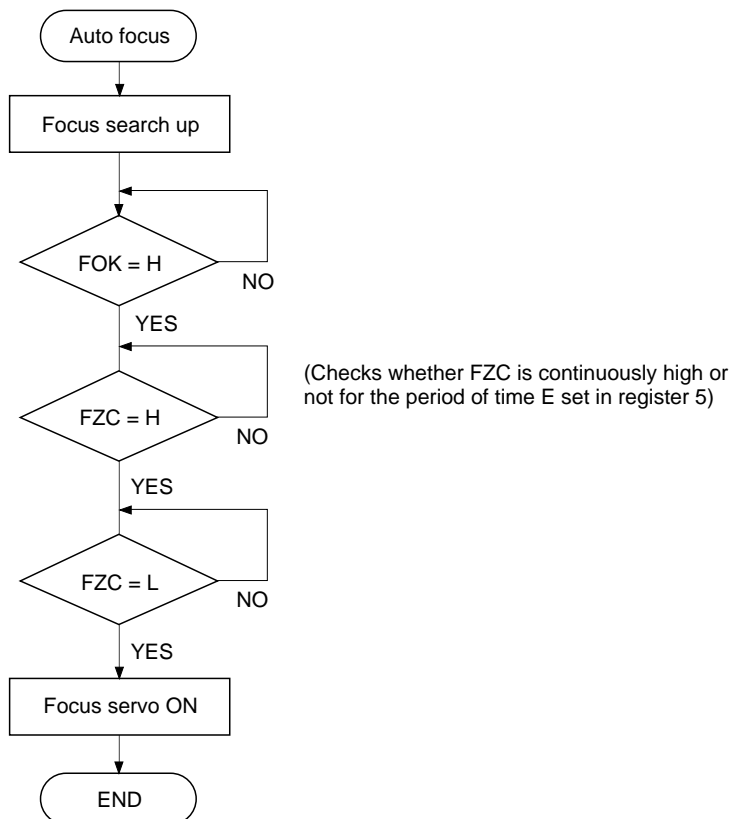 Auto focus
Focus search up
FOK = H
NO
YES
FZC = H
NO
(Checks whether FZC is continuously high or
not for the period of time E set in register 5)
YES
FZC = L
NO
YES
Focus servo ON
END